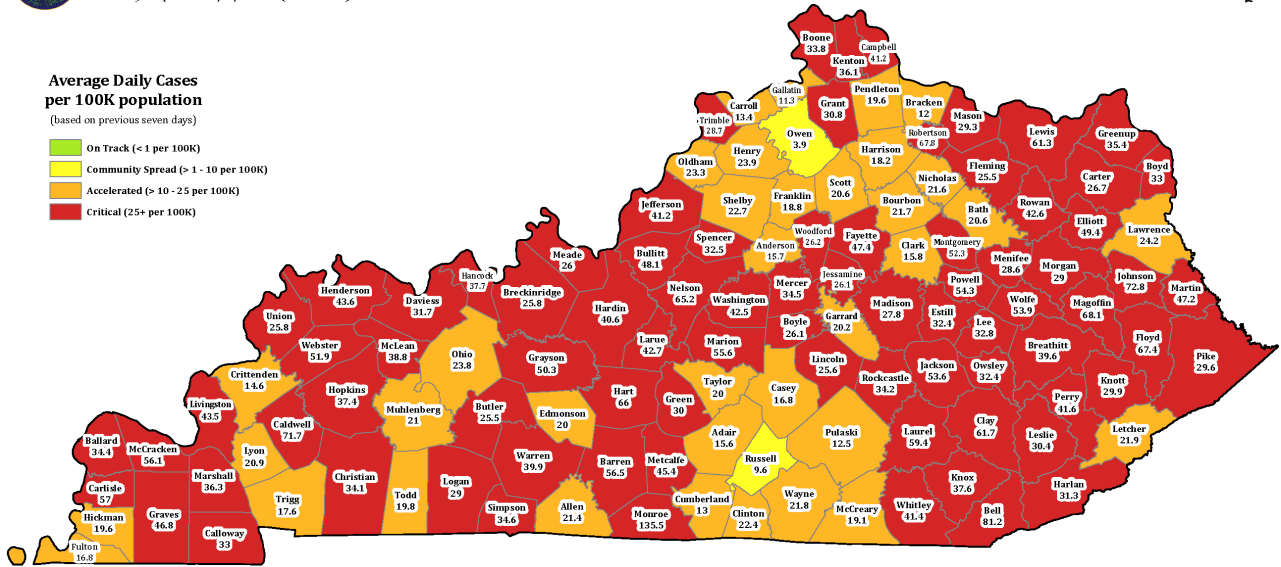 Average Daily Cases
per 100K population
(based on previous seven days)
On Track (< 1 per 100K)
Community Spread (> 1 - 10 per 100K)
Accelerated (> 10 - 25 per 100K)
Critical (25+ per 100K)
Boone
33.8
Campbell
41.2
Kenton
36.1
Gallatin
11.3
Grant
30.8
Pendleton
19.6
Bracken
12
Carroll
13.4
Trimble
28.7
Owen
3.9
Robertson
67.8
Mason
29.3
Lewis
61.3
Greenup
35.4
Oldham
23.3
Henry
23.9
Harrison
18.2
Fleming
25.5
Boyd
33
Carter
26.7
Nicholas
21.6
Scott
20.6
Shelby
22.7
Franklin
18.8
Bourbon
21.7
Bath
20.6
Rowan
42.6
Elliott
49.4
Lawrence
24.2
Jefferson
41.2
Spencer
32.5
Anderson
15.7
Woodford
26.2
Fayette
47.4
Clark
15.8
Montgomery
52.3
Menifee
28.6
Morgan
29
Johnson
72.8
Martin
47.2
Meade
26
Bullitt
48.1
Hancock
37.7
Breckinridge
25.8
Nelson
65.2
Washington
42.5
Mercer
34.5
Jessamine
26.1
Madison
27.8
Powell
54.3
Wolfe
53.9
Magoffin
68.1
Henderson
43.6
Daviess
31.7
Hardin
40.6
Union
25.8
Boyle
26.1
Garrard
20.2
Estill
32.4
Lee
32.8
Floyd
67.4
Pike
29.6
Webster
51.9
McLean
38.8
Ohio
23.8
Grayson
50.3
Larue
42.7
Marion
55.6
Lincoln
25.6
Breathitt
39.6
Crittenden
14.6
Hopkins
37.4
Muhlenberg
21
Butler
25.5
Edmonson
20
Hart
66
Green
30
Taylor
20
Casey
16.8
Rockcastle
34.2
Jackson
53.6
Owsley
32.4
Perry
41.6
Knott
29.9
Livingston
43.5
Caldwell
71.7
Lyon
20.9
Ballard
34.4
McCracken
56.1
Adair
15.6
Pulaski
12.5
Laurel
59.4
Clay
61.7
Leslie
30.4
Letcher
21.9
Marshall
36.3
Christian
34.1
Warren
39.9
Barren
56.5
Metcalfe
45.4
Russell
9.6
Knox
37.6
Harlan
31.3
Carlisle
57
Trigg
17.6
Todd
19.8
Logan
29
Simpson
34.6
Allen
21.4
Monroe
135.5
Cumberland
13
Clinton
22.4
Wayne
21.8
McCreary
19.1
Whitley
41.4
Bell
81.2
Hickman
19.6
Graves
46.8
Calloway
33
Fulton
16.8